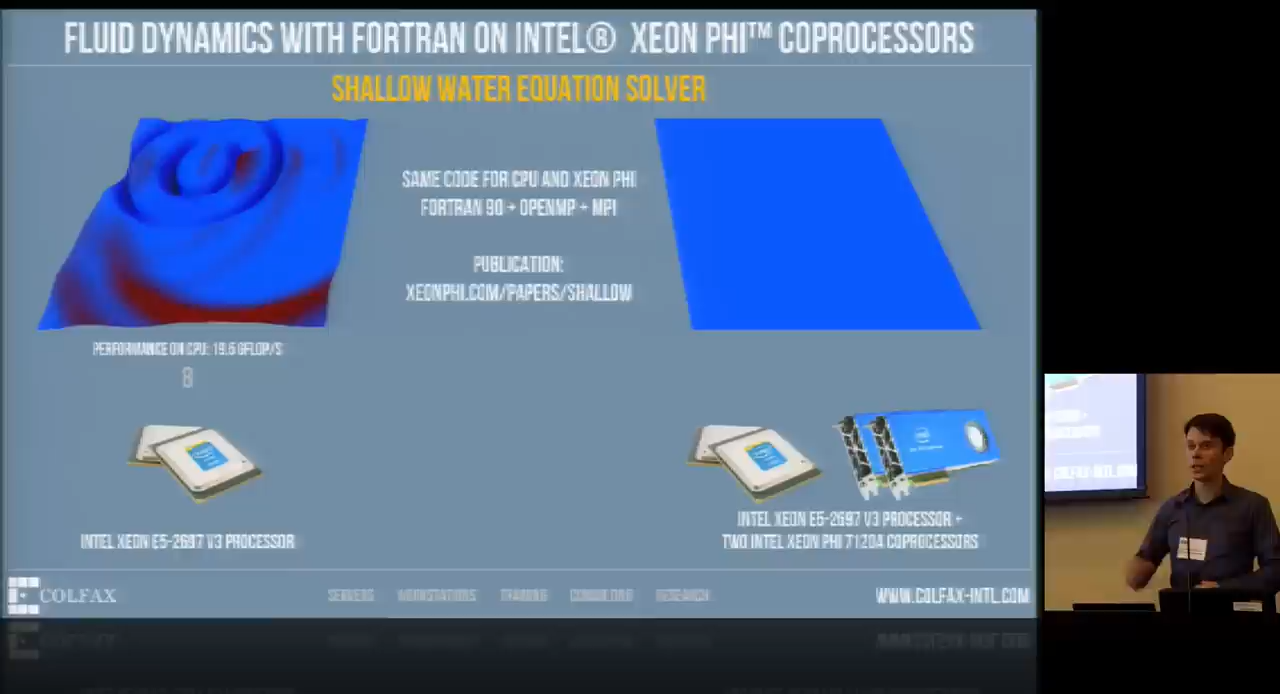 FLUID DYNAMICS WITH FORTRAN ON INTEL® XEON PHI™ COPROCESSORS
SHALLOW WATER EQUATION SOLVER
SAME CODE FOR CPU AND XEON PHI
FORTRAN 90 + OPENMP + MPI
PUBLICATION:
XEONPHI.COM/PAPERS/SHALLOW
PERFORMANCE ON CPU: 19.6 GFLOP/S
8
INTEL XEON E5-2697 V3 PROCESSOR
INTEL XEON E5-2697 V3 PROCESSOR +
TWO INTEL XEON PHI 7120A COPROCESSORS
COLFAX
SERVERS WORKSTATIONS TRAINING CONSULTING RESEARCH
WWW.COLFAX-INTL.COM